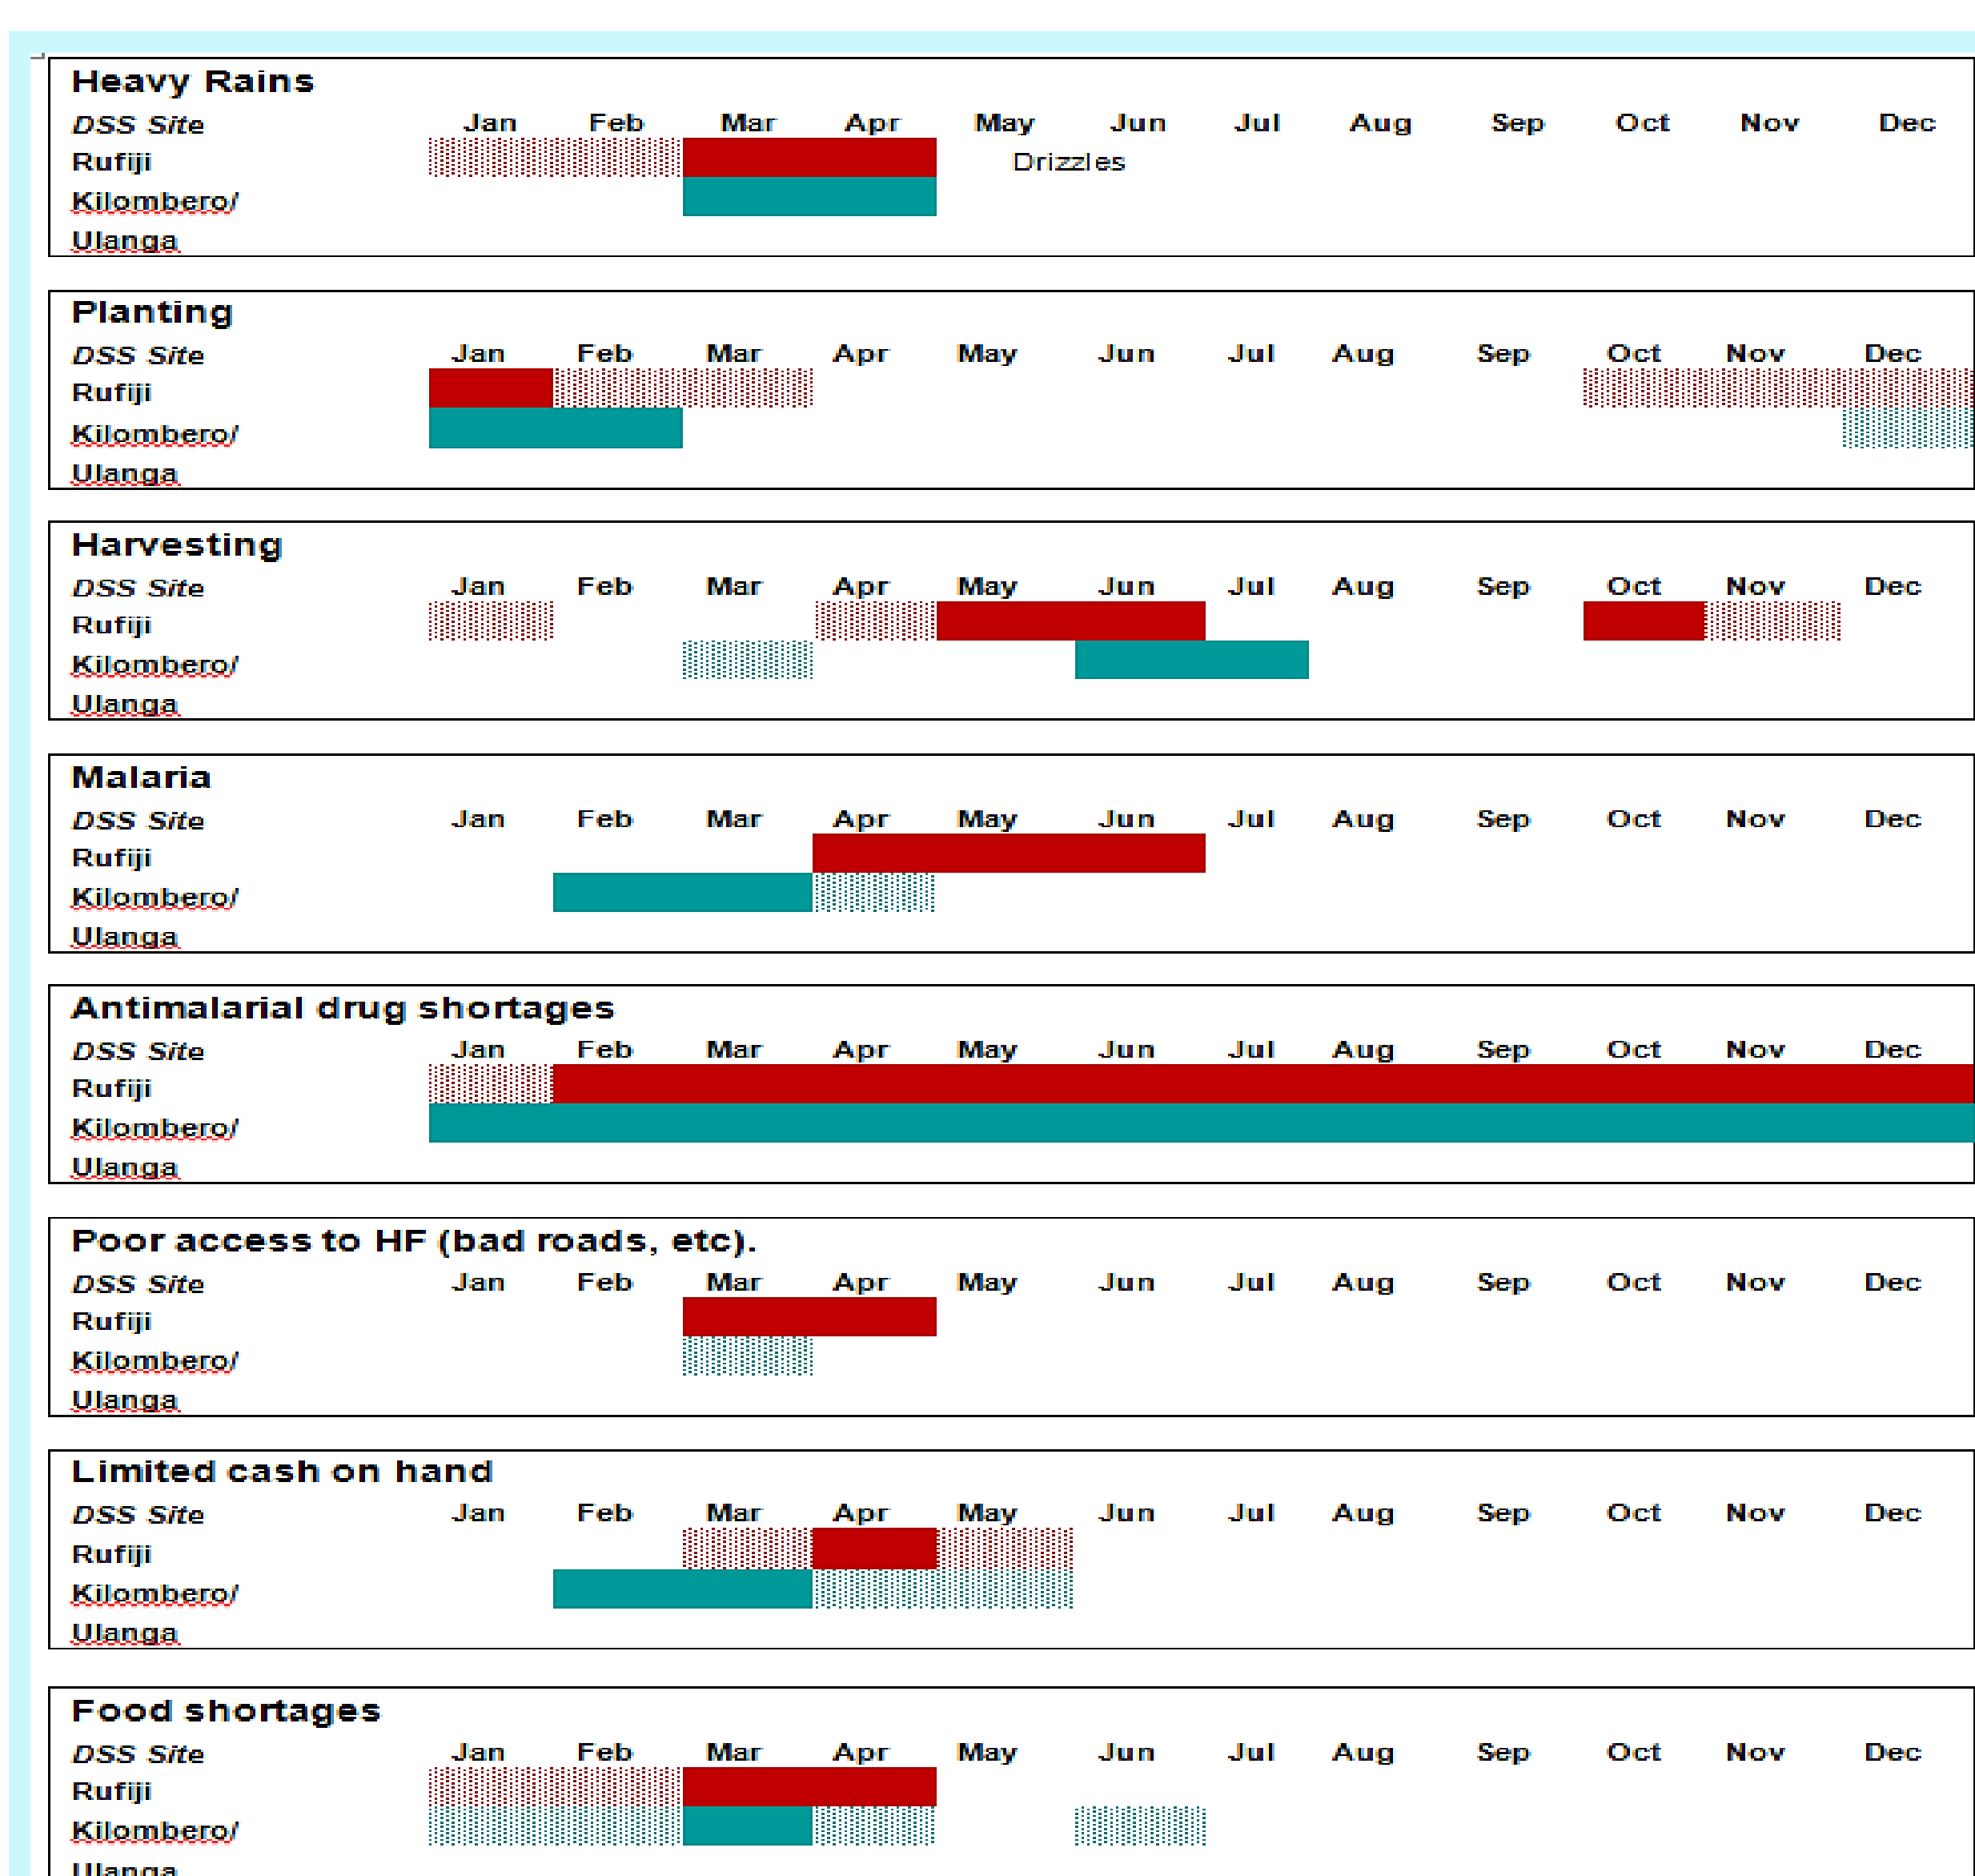 Heavy Rains
DSS Site Jan Feb Mar Apr May Jun Jul Aug Sep Oct Nov Dec
Rufiji Drizzles
Kilombero/
Ulanga
Planting
DSS Site Jan Feb Mar Apr May Jun Jul Aug Sep Oct Nov Dec
Rufiji
Kilombero/
Ulanga
Harvesting
DSS Site Jan Feb Mar Apr May Jun Jul Aug Sep Oct Nov Dec
Rufiji
Kilombero/
Ulanga
Malaria
DSS Site Jan Feb Mar Apr May Jun Jul Aug Sep Oct Nov Dec
Rufiji
Kilombero/
Ulanga
Antimalarial drug shortages
DSS Site Jan Feb Mar Apr May Jun Jul Aug Sep Oct Nov Dec
Rufiji
Kilombero/
Ulanga
Poor access to HF (bad roads, etc).
DSS Site Jan Feb Mar Apr May Jun Jul Aug Sep Oct Nov Dec
Rufiji
Kilombero/
Ulanga
Limited cash on hand
DSS Site Jan Feb Mar Apr May Jun Jul Aug Sep Oct Nov Dec
Rufiji
Kilombero/
Ulanga
Food shortages
DSS Site Jan Feb Mar Apr May Jun Jul Aug Sep Oct Nov Dec
Rufiji
Kilombero/
Ulanga